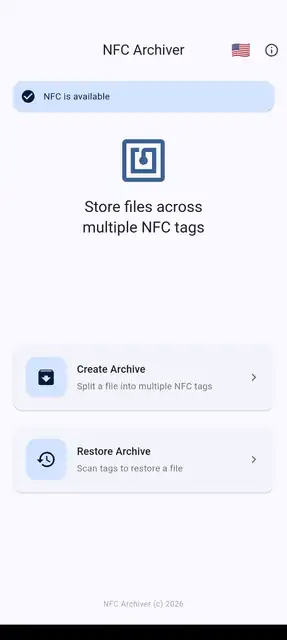 NFC Archiver
NFC is available
Store files across
multiple NFC tags
Create Archive
Split a file into multiple NFC tags
Restore Archive
Scan tags to restore a file
NFC Archiver (c) 2026